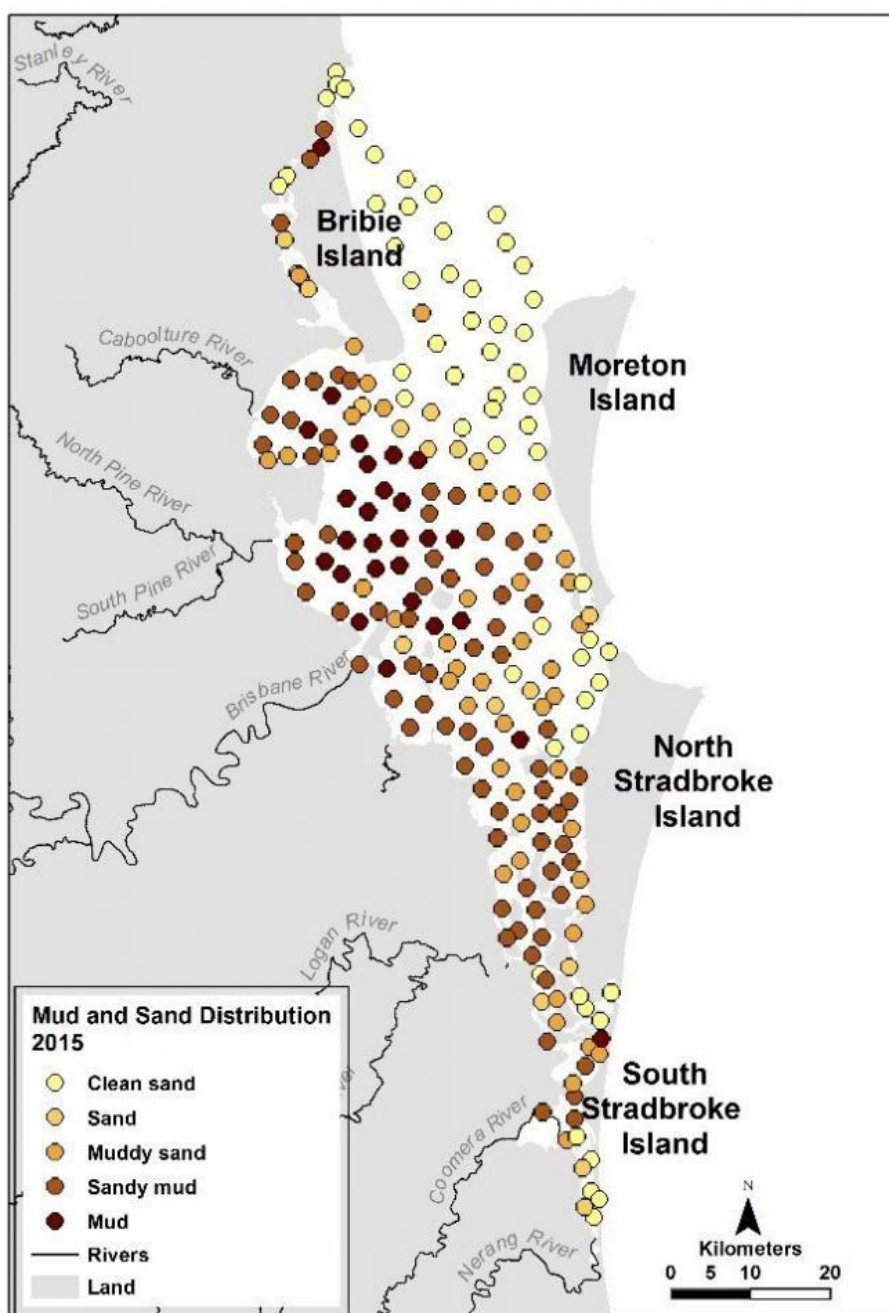 Stanley
River
Bribie
Island
Caboolture River
Moreton
Island
North Pine River
South Pine River
Brisbane River
North
Stradbroke
Island
Logan River
Mud and Sand Distribution
2015
Clean sand
Sand
Muddy sand
Sandy mud
Mud
Rivers
Land
South
Stradbroke
Island
Coomera River
Nerang River
N
Kilometers
0 5 10 20